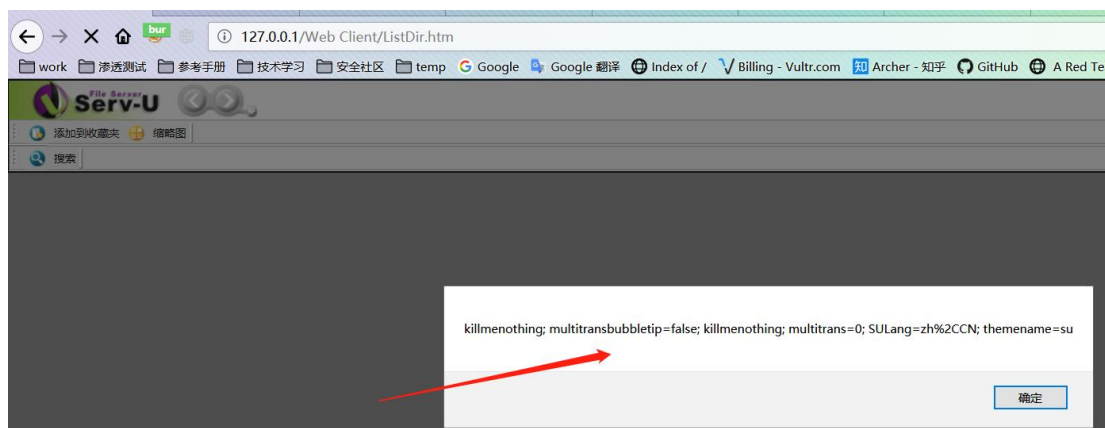 bur
127.0.0.1/Web Client/ListDir.htm
work 渗透测试 参考手册 技术学习 安全社区 temp Google Google 翻译 Index of / Billing - Vultr.com 知 Archer - 知乎 GitHub A Red Te
File Server
Serv-U
添加到收藏夹 缩略图
搜索
killmenothing; multitransbubbletip=false; killmenothing; multitrans=0; SULang=zh%2CCN; themename=su
确定